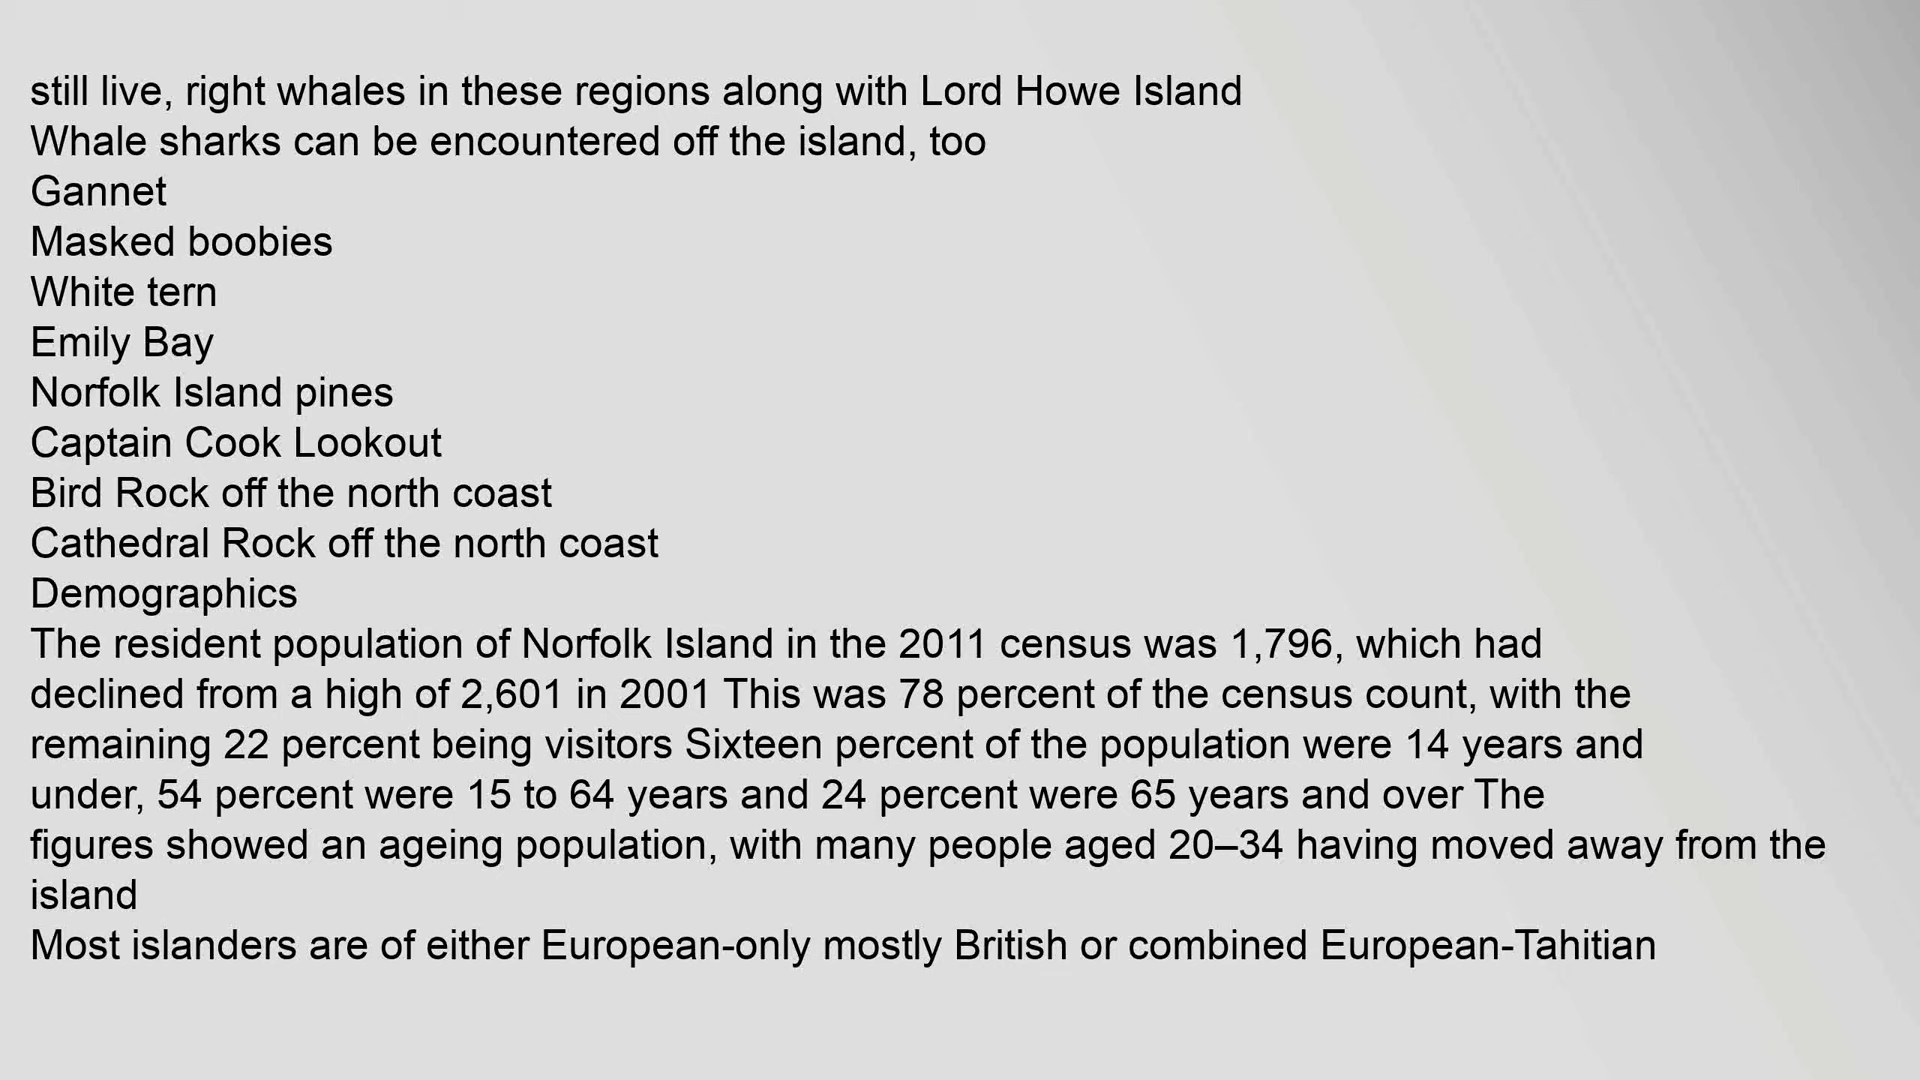 still live, right whales in these regions along with Lord Howe Island
Whale sharks can be encountered off the island, too
Gannet
Masked boobies
White tern
Emily Bay
Norfolk Island pines
Captain Cook Lookout
Bird Rock off the north coast
Cathedral Rock off the north coast
Demographics
The resident population of Norfolk Island in the 2011 census was 1,796, which had
declined from a high of 2,601 in 2001 This was 78 percent of the census count, with the
remaining 22 percent being visitors Sixteen percent of the population were 14 years and
under, 54 percent were 15 to 64 years and 24 percent were 65 years and over The
figures showed an ageing population, with many people aged 20–34 having moved away from the
island
Most islanders are of either European-only mostly British or combined European-Tahitian